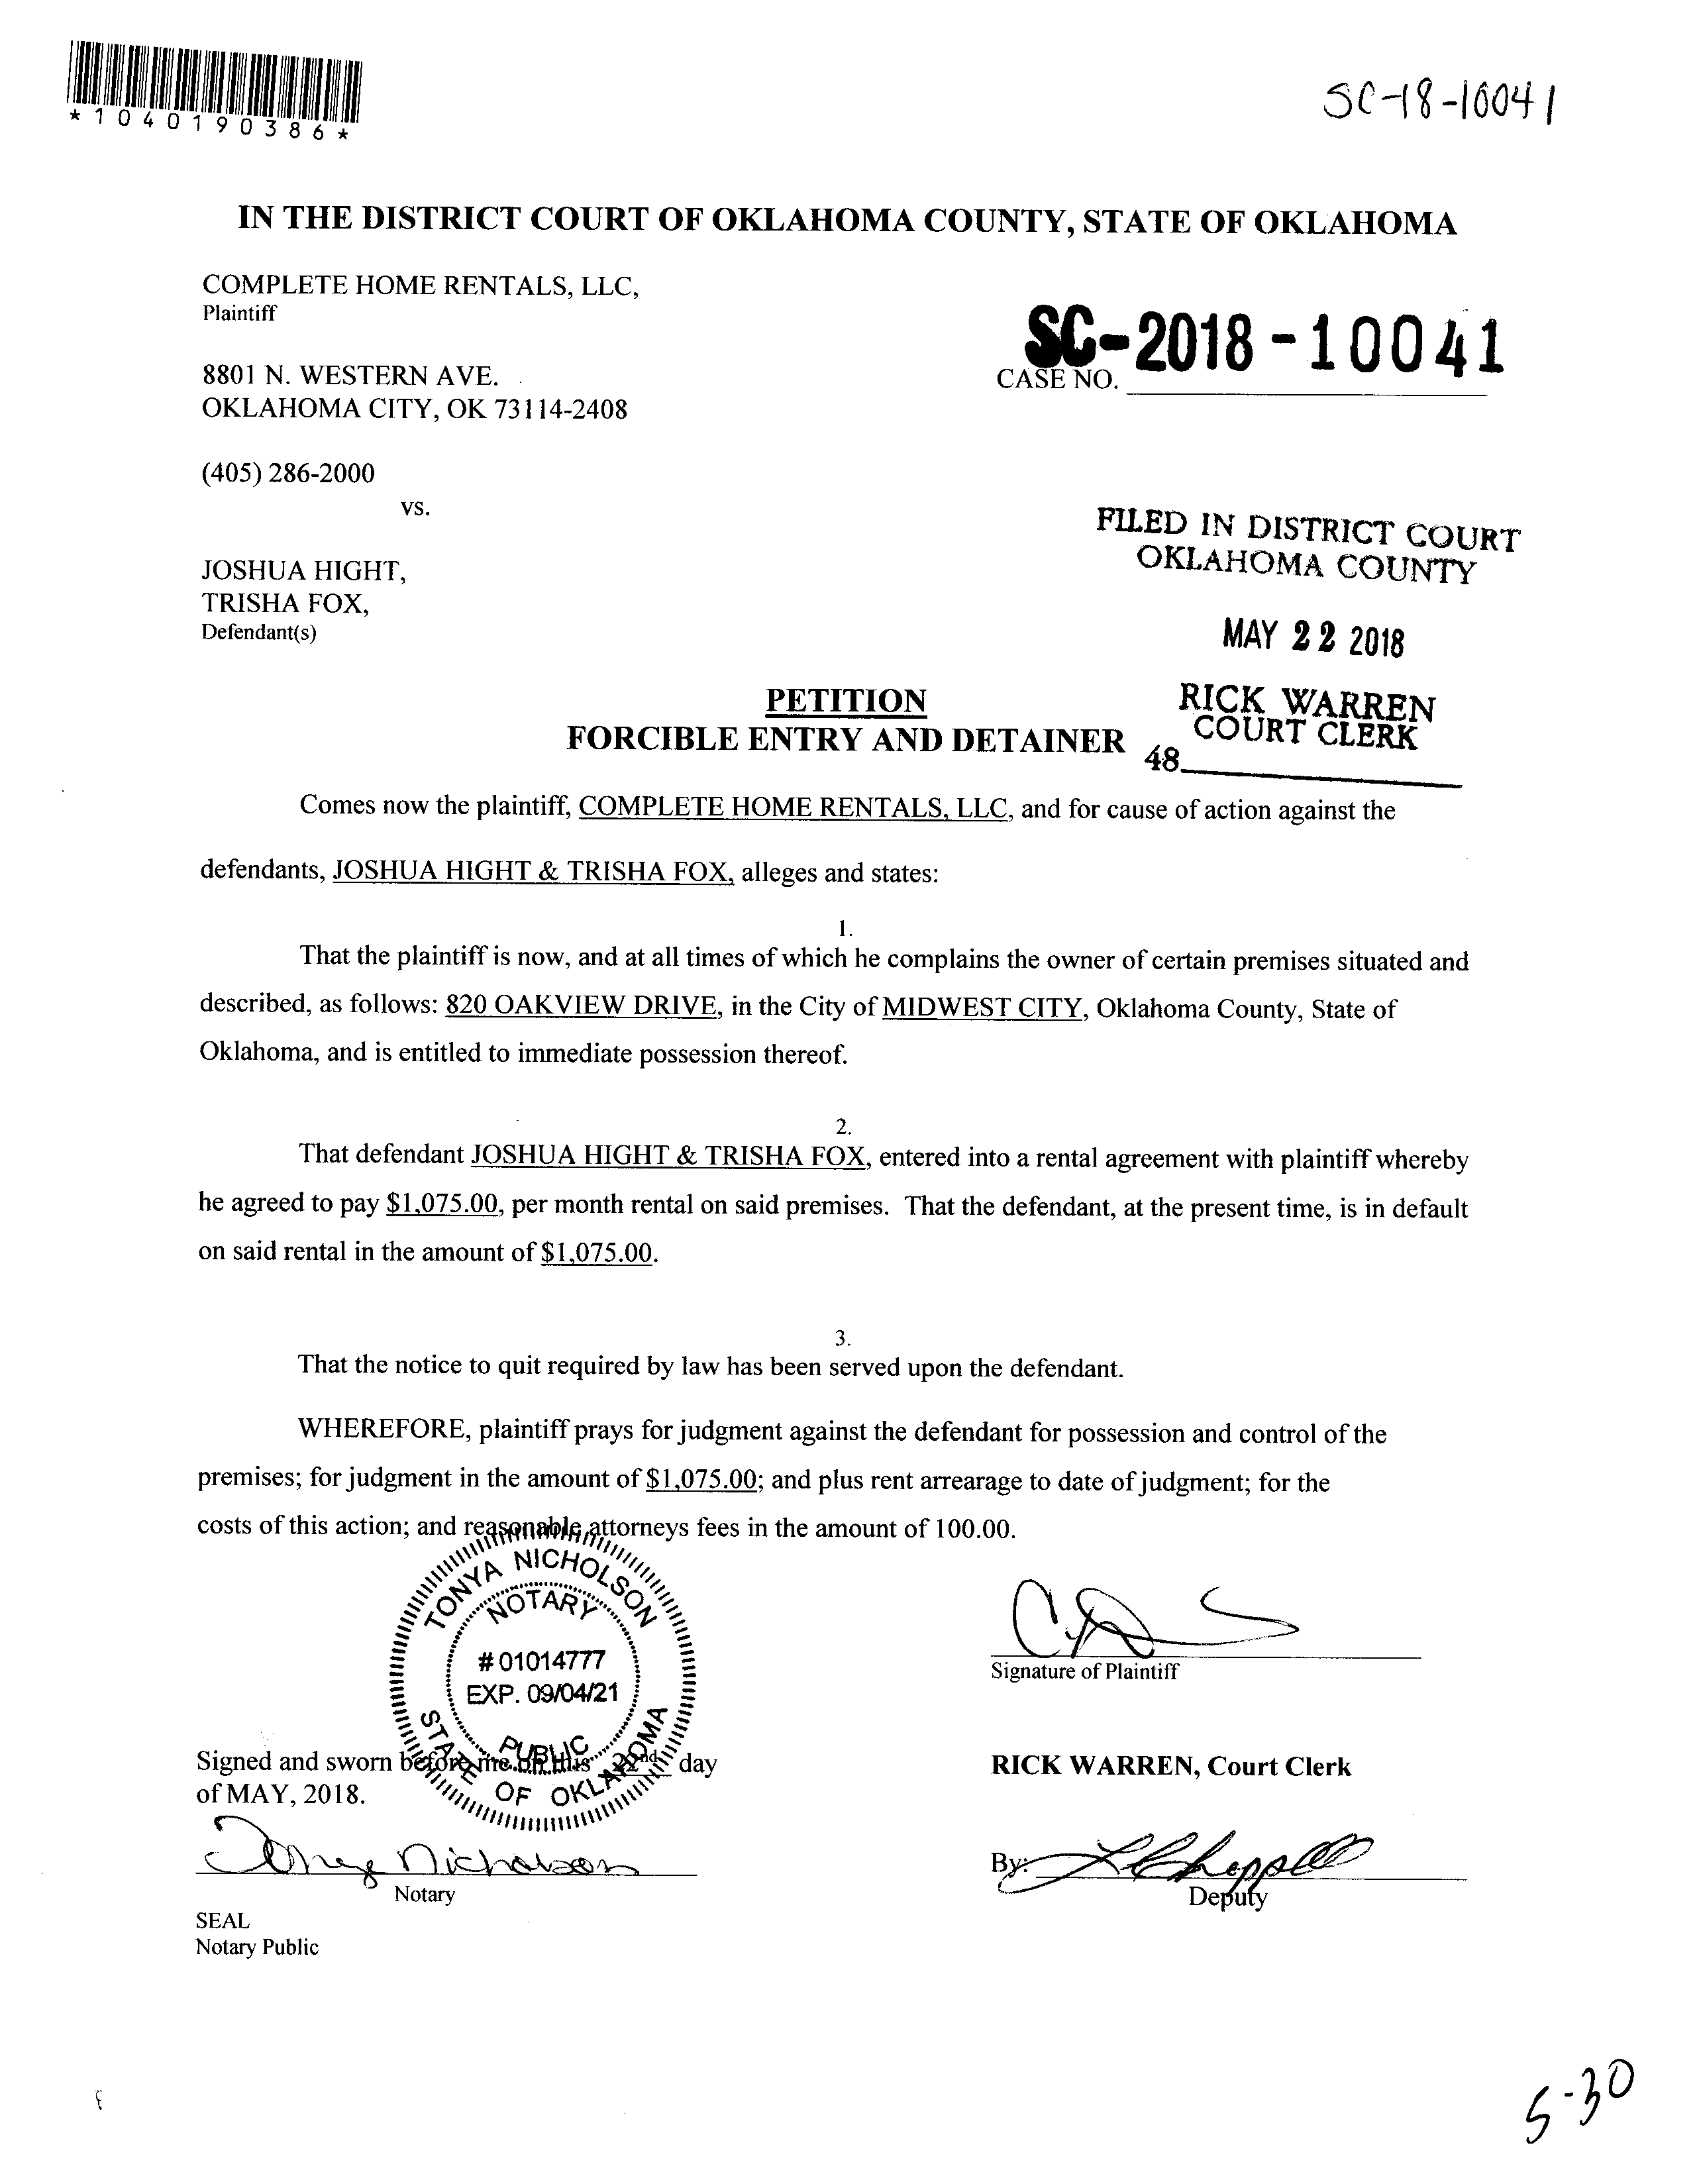 *1040190386*
SC-18-10041
IN THE DISTRICT COURT OF OKLAHOMA COUNTY, STATE OF OKLAHOMA
COMPLETE HOME RENTALS, LLC,
Plaintiff
8801 N. WESTERN AVE.
OKLAHOMA CITY, OK 73114-2408
(405) 286-2000
vs.
JOSHUA HIGHT,
TRISHA FOX,
Defendant(s)
SC-2018-10041
CASE NO.
FILED IN DISTRICT COURT
OKLAHOMA COUNTY
MAY 22 2018
RICK WARREN
COURT CLERK
48
PETITION
FORCIBLE ENTRY AND DETAINER
Comes now the plaintiff, COMPLETE HOME RENTALS, LLC, and for cause of action against the
defendants, JOSHUA HIGHT & TRISHA FOX, alleges and states:
1.
That the plaintiff is now, and at all times of which he complains the owner of certain premises situated and
described, as follows: 820 OAKVIEW DRIVE, in the City of MIDWEST CITY, Oklahoma County, State of
Oklahoma, and is entitled to immediate possession thereof.
2.
That defendant JOSHUA HIGHT & TRISHA FOX, entered into a rental agreement with plaintiff whereby
he agreed to pay $1,075.00, per month rental on said premises. That the defendant, at the present time, is in default
on said rental in the amount of $1,075.00.
3.
That the notice to quit required by law has been served upon the defendant.
WHEREFORE, plaintiff prays for judgment against the defendant for possession and control of the
premises; for judgment in the amount of $1,075.00; and plus rent arrearage to date of judgment; for the
costs of this action; and reasonable attorneys fees in the amount of 100.00.
TONYA NICHOLSON
NOTARY
# 01014777
EXP. 09/04/21
PUBLIC
STATE OF OKLAHOMA
Signature of Plaintiff
Signed and sworn before me on this 22nd day
of MAY, 2018.
RICK WARREN, Court Clerk
Tonya Nicholson
Notary
By:
Deputy
SEAL
Notary Public
5-30